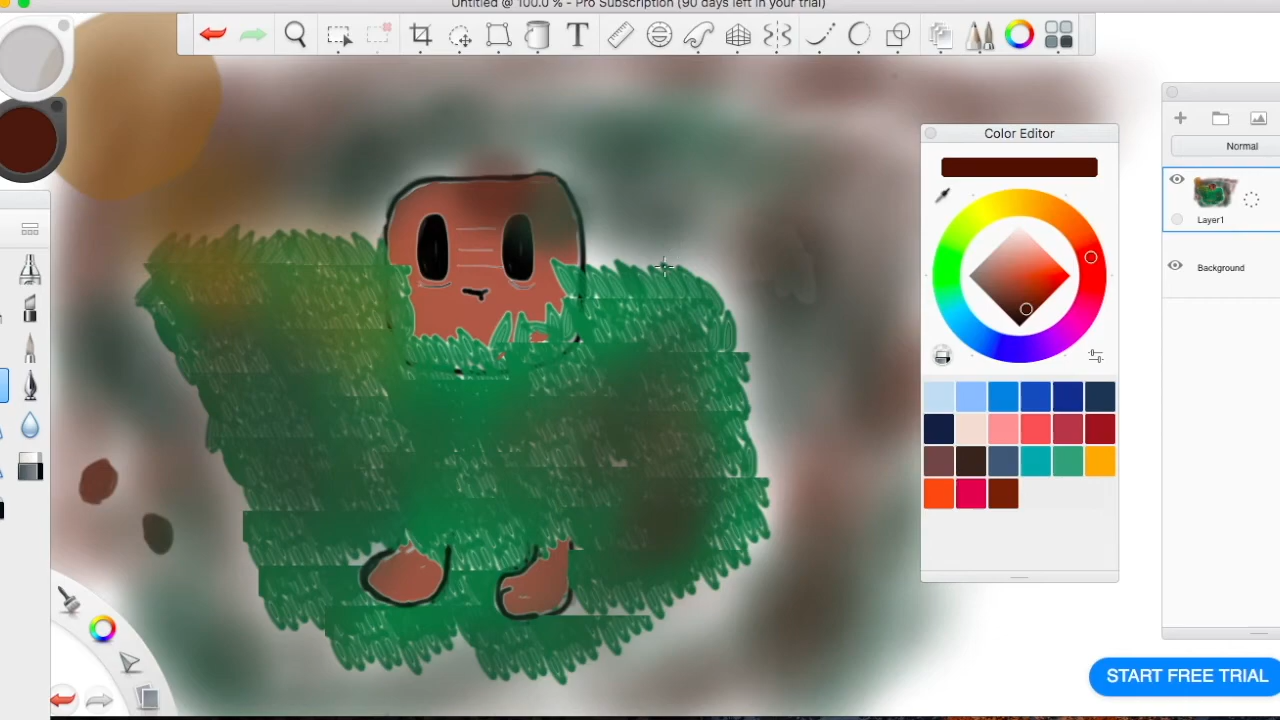 Untitled @ 100.0 % - Pro Subscription (90 days left in your trial)
T
Color Editor
Normal
Layer1
Background
START FREE TRIAL